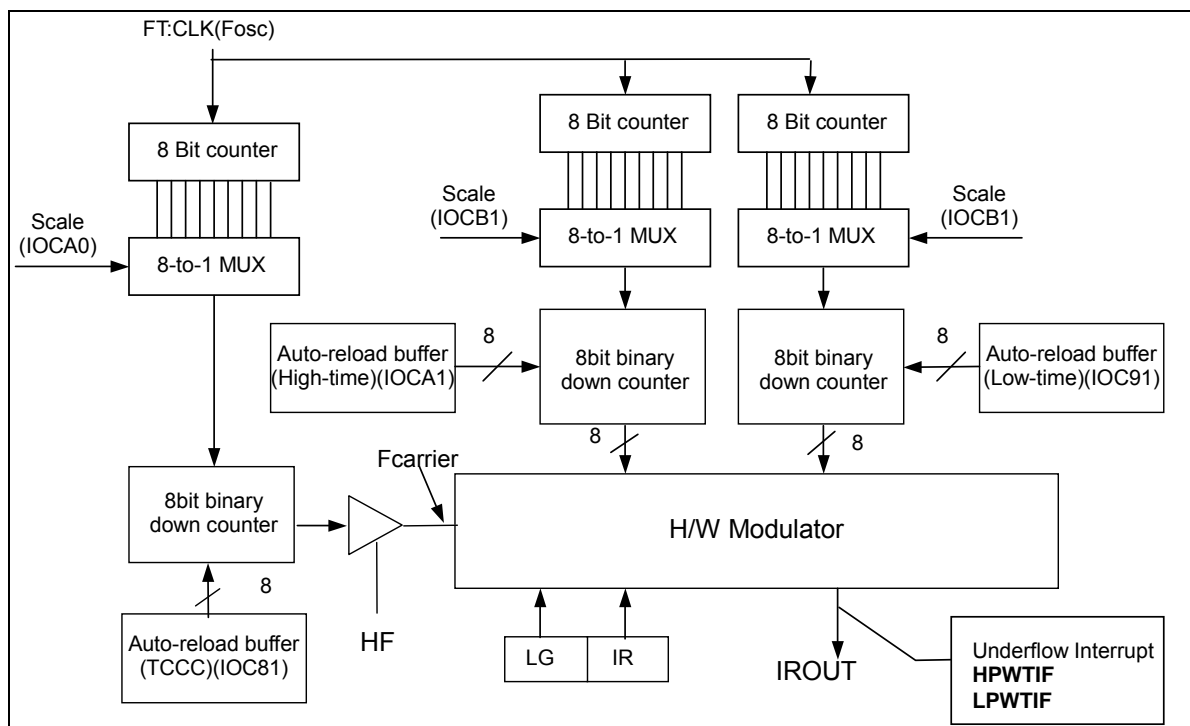 FT:CLK(Fosc)
8 Bit counter
8 Bit counter
8 Bit counter
Scale
(IOCA0)
Scale
(IOCB1)
Scale
(IOCB1)
8-to-1 MUX
8-to-1 MUX
8-to-1 MUX
Auto-reload buffer
(High-time)(IOCA1)
8
8bit binary
down counter
8bit binary
down counter
8
Auto-reload buffer
(Low-time)(IOC91)
8
8
Fcarrier
8bit binary
down counter
H/W Modulator
8
HF
Auto-reload buffer
(TCCC)(IOC81)
LG
IR
IROUT
Underflow Interrupt
HPWTIF
LPWTIF